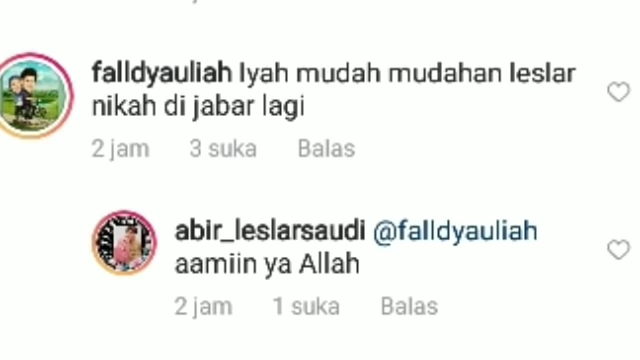 falldyauliah Iyah mudah mudahan leslar
nikah di jabar lagi
2 jam 3 suka Balas
abir_leslarsaudi @falldyauliah
aamiin ya Allah
2 jam 1 suka Balas